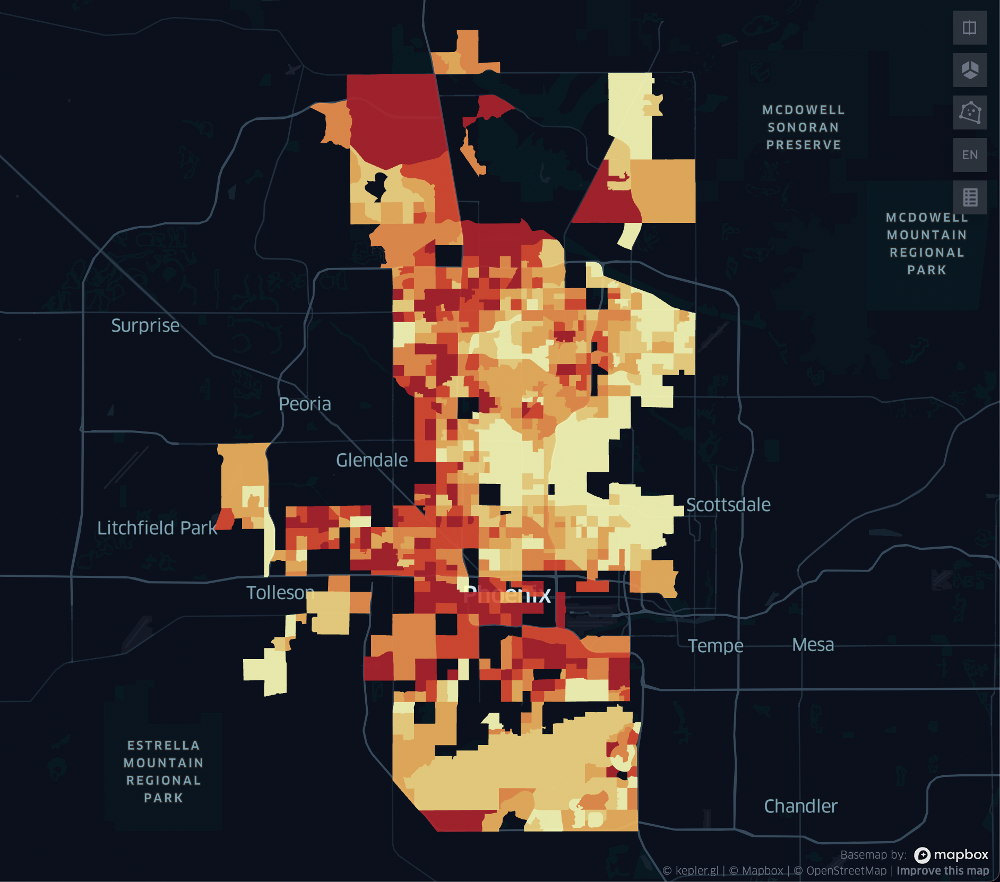 MCDOWELL
SONORAN
PRESERVE
EN
MCDOWELL
MOUNTAIN
REGIONAL
PARK
Surprise
Peoria
Glendale
Scottsdale
Litchfield Park
Tolleson
Phoenix
Tempe
Mesa
ESTRELLA
MOUNTAIN
REGIONAL
PARK
Chandler
Basemap by: mapbox
© kepler.gl | © Mapbox | © OpenStreetMap | Improve this map